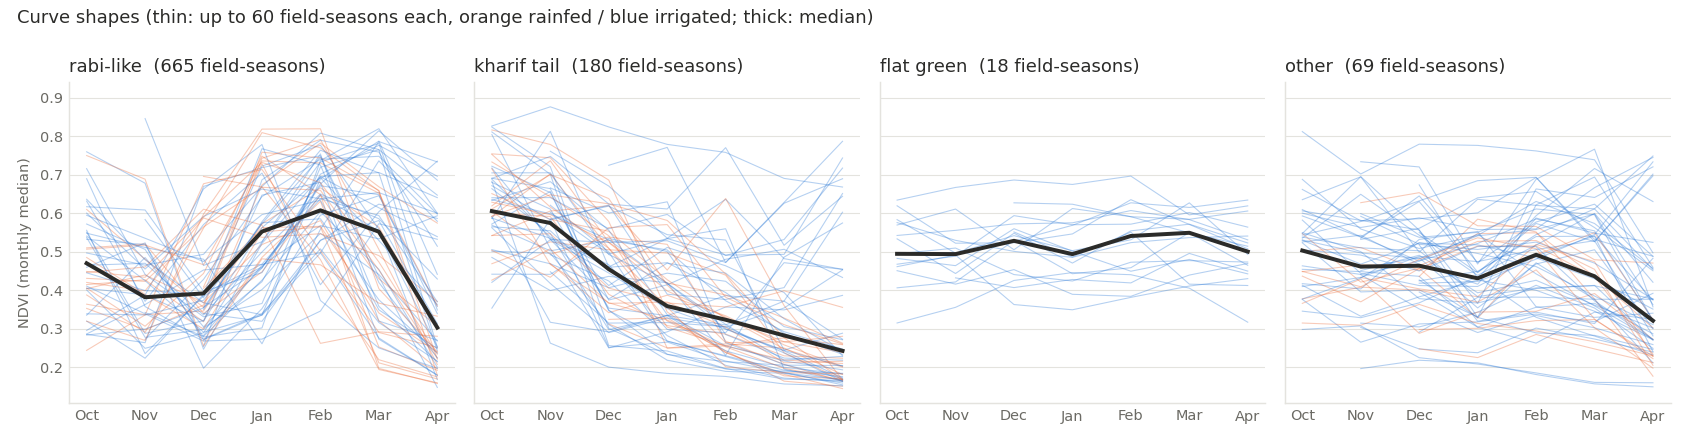 Curve shapes (thin: up to 60 field-seasons each, orange rainfed / blue irrigated; thick: median)
rabi-like (665 field-seasons)
kharif tail (180 field-seasons)
flat green (18 field-seasons)
other (69 field-seasons)
NDVI (monthly median)
0.9
0.8
0.7
0.6
0.5
0.4
0.3
0.2
Oct Nov Dec Jan Feb Mar Apr
Oct Nov Dec Jan Feb Mar Apr
Oct Nov Dec Jan Feb Mar Apr
Oct Nov Dec Jan Feb Mar Apr